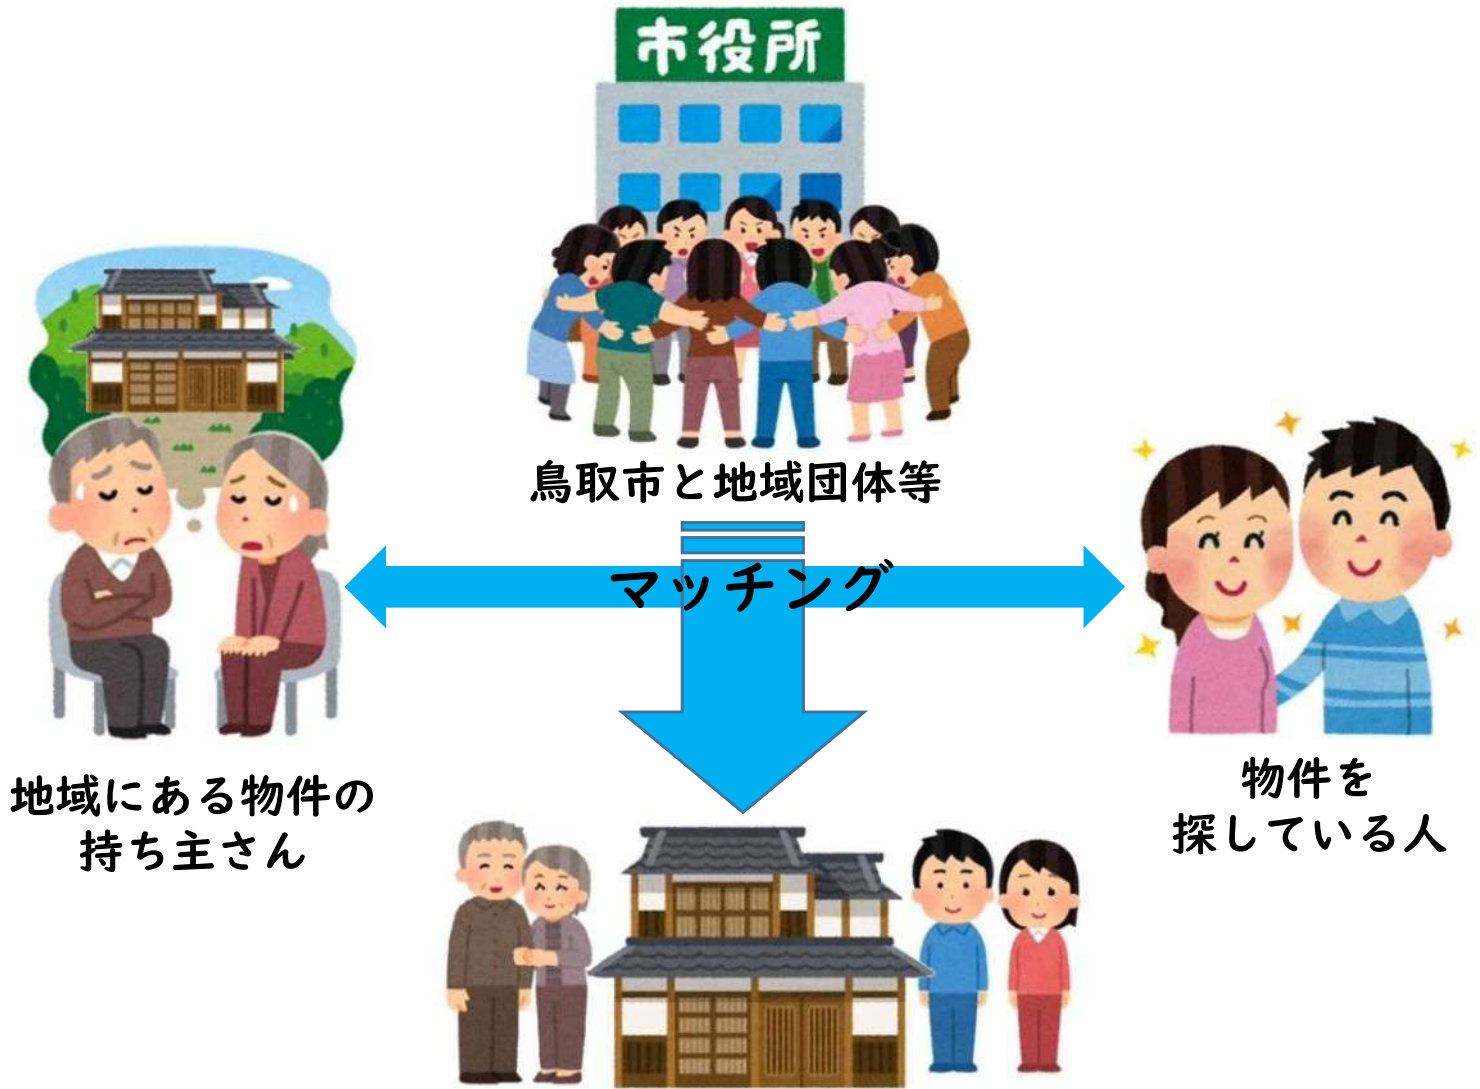 市役所
鳥取市と地域団体等
マッチング
地域にある物件の
持ち主さん
物件を
探している人